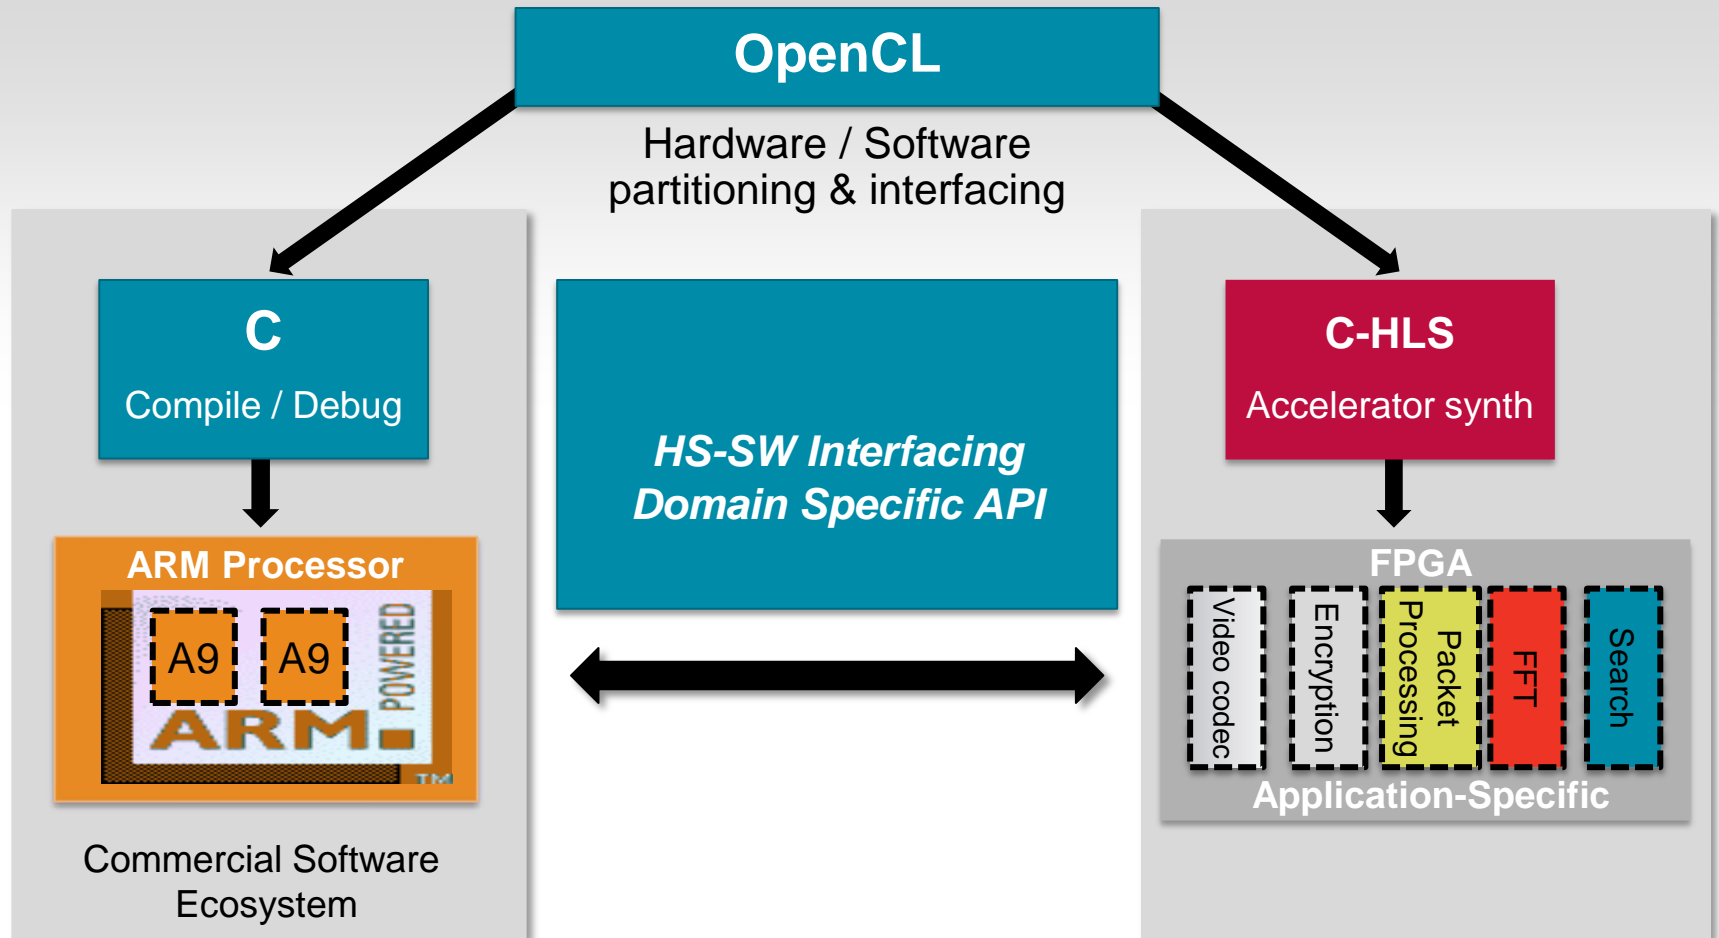 OpenCL
Hardware / Software
partitioning & interfacing
C
Compile / Debug
HS-SW Interfacing
Domain Specific API
C-HLS
Accelerator synth
ARM Processor
A9
A9
POWERED
ARM
TM
Commercial Software
Ecosystem
FPGA
Video codec
Encryption
Packet
Processing
FFT
Search
Application-Specific